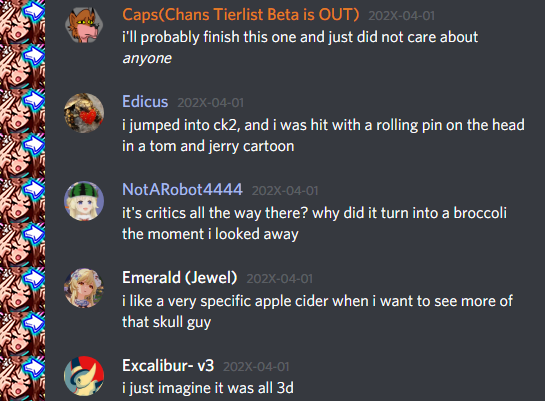 Caps(Chans Tierlist Beta is OUT) 202X-04-01
i'll probably finish this one and just did not care about
anyone
Edicus 202X-04-01
i jumped into ck2, and i was hit with a rolling pin on the head
in a tom and jerry cartoon
NotARobot4444 202X-04-01
it's critics all the way there? why did it turn into a broccoli
the moment i looked away
Emerald (Jewel) 202X-04-01
i like a very specific apple cider when i want to see more of
that skull guy
Excalibur- v3 202X-04-01
i just imagine it was all 3d